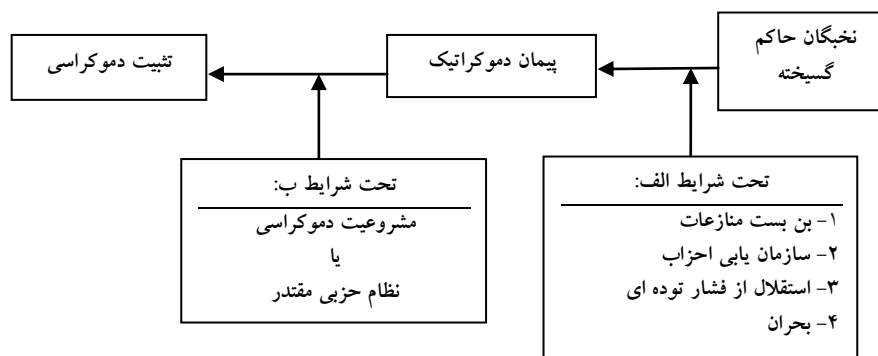 نخبگان حاکم
گسیخته
پیمان دموکراتیک
تثبیت دموکراسی
تحت شرایط الف:
۱- بن بست منازعات
۲- سازمان یابی احزاب
۳- استقلال از فشار توده ای
۴- بحران
تحت شرایط ب:
مشروعیت دموکراسی
یا
نظام حزبی مقتدر